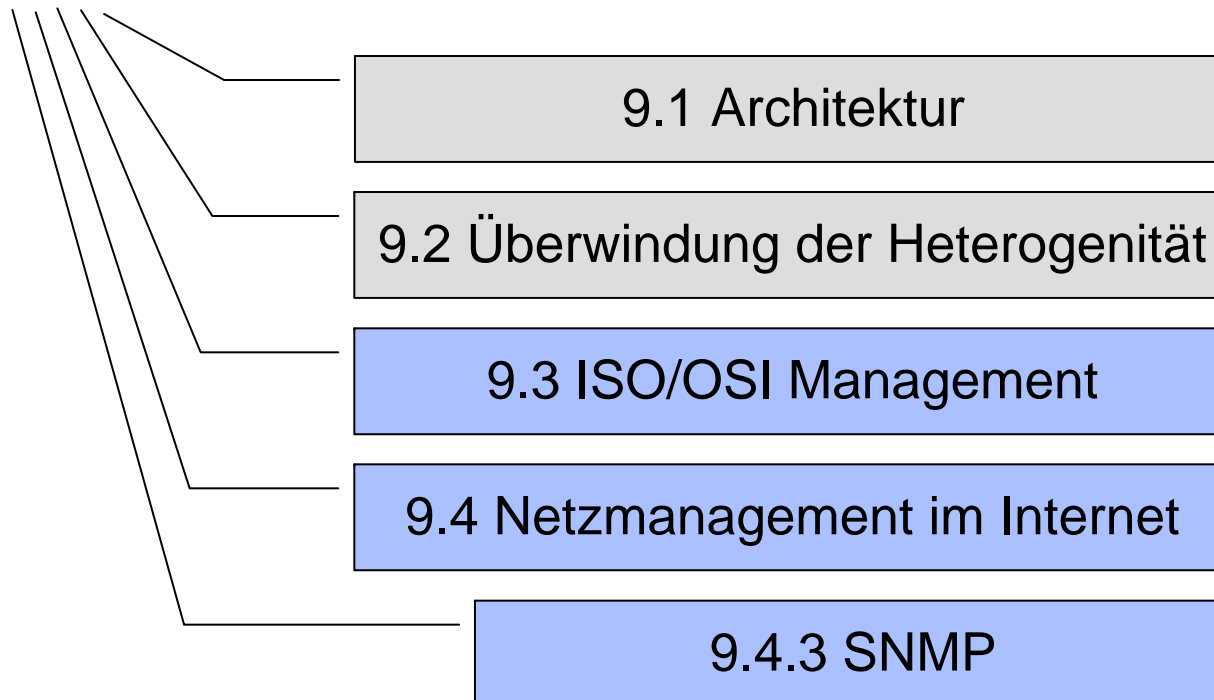 9.1 Architektur
9.2 Überwindung der Heterogenität
9.3 ISO/OSI Management
9.4 Netzmanagement im Internet
9.4.3 SNMP